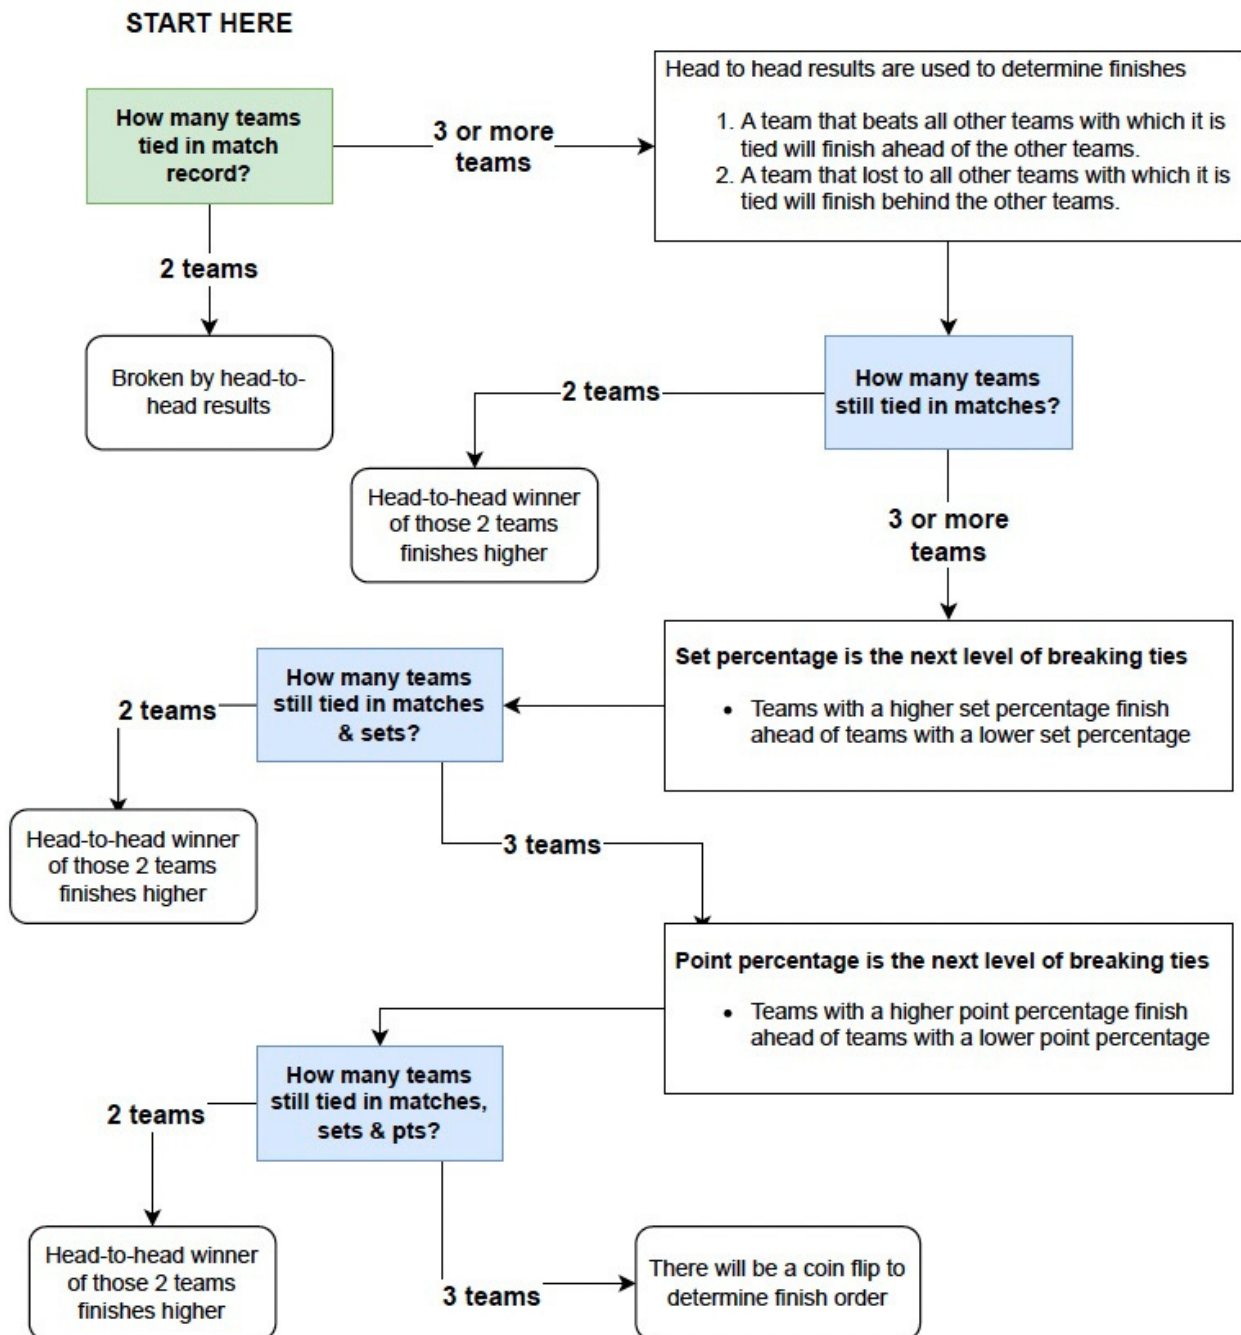 START HERE
How many teams
tied in match
record?
3 or more
teams
Head to head results are used to determine finishes
1. A team that beats all other teams with which it is
tied will finish ahead of the other teams.
2. A team that lost to all other teams with which it is
tied will finish behind the other teams.
2 teams
Broken by head-to-
head results
How many teams
still tied in matches?
2 teams
Head-to-head winner
of those 2 teams
finishes higher
3 or more
teams
Set percentage is the next level of breaking ties
• Teams with a higher set percentage finish
ahead of teams with a lower set percentage
How many teams
still tied in matches
& sets?
2 teams
Head-to-head winner
of those 2 teams
finishes higher
3 teams
Point percentage is the next level of breaking ties
• Teams with a higher point percentage finish
ahead of teams with a lower point percentage
How many teams
still tied in matches,
sets & pts?
2 teams
Head-to-head winner
of those 2 teams
finishes higher
3 teams
There will be a coin flip to
determine finish order